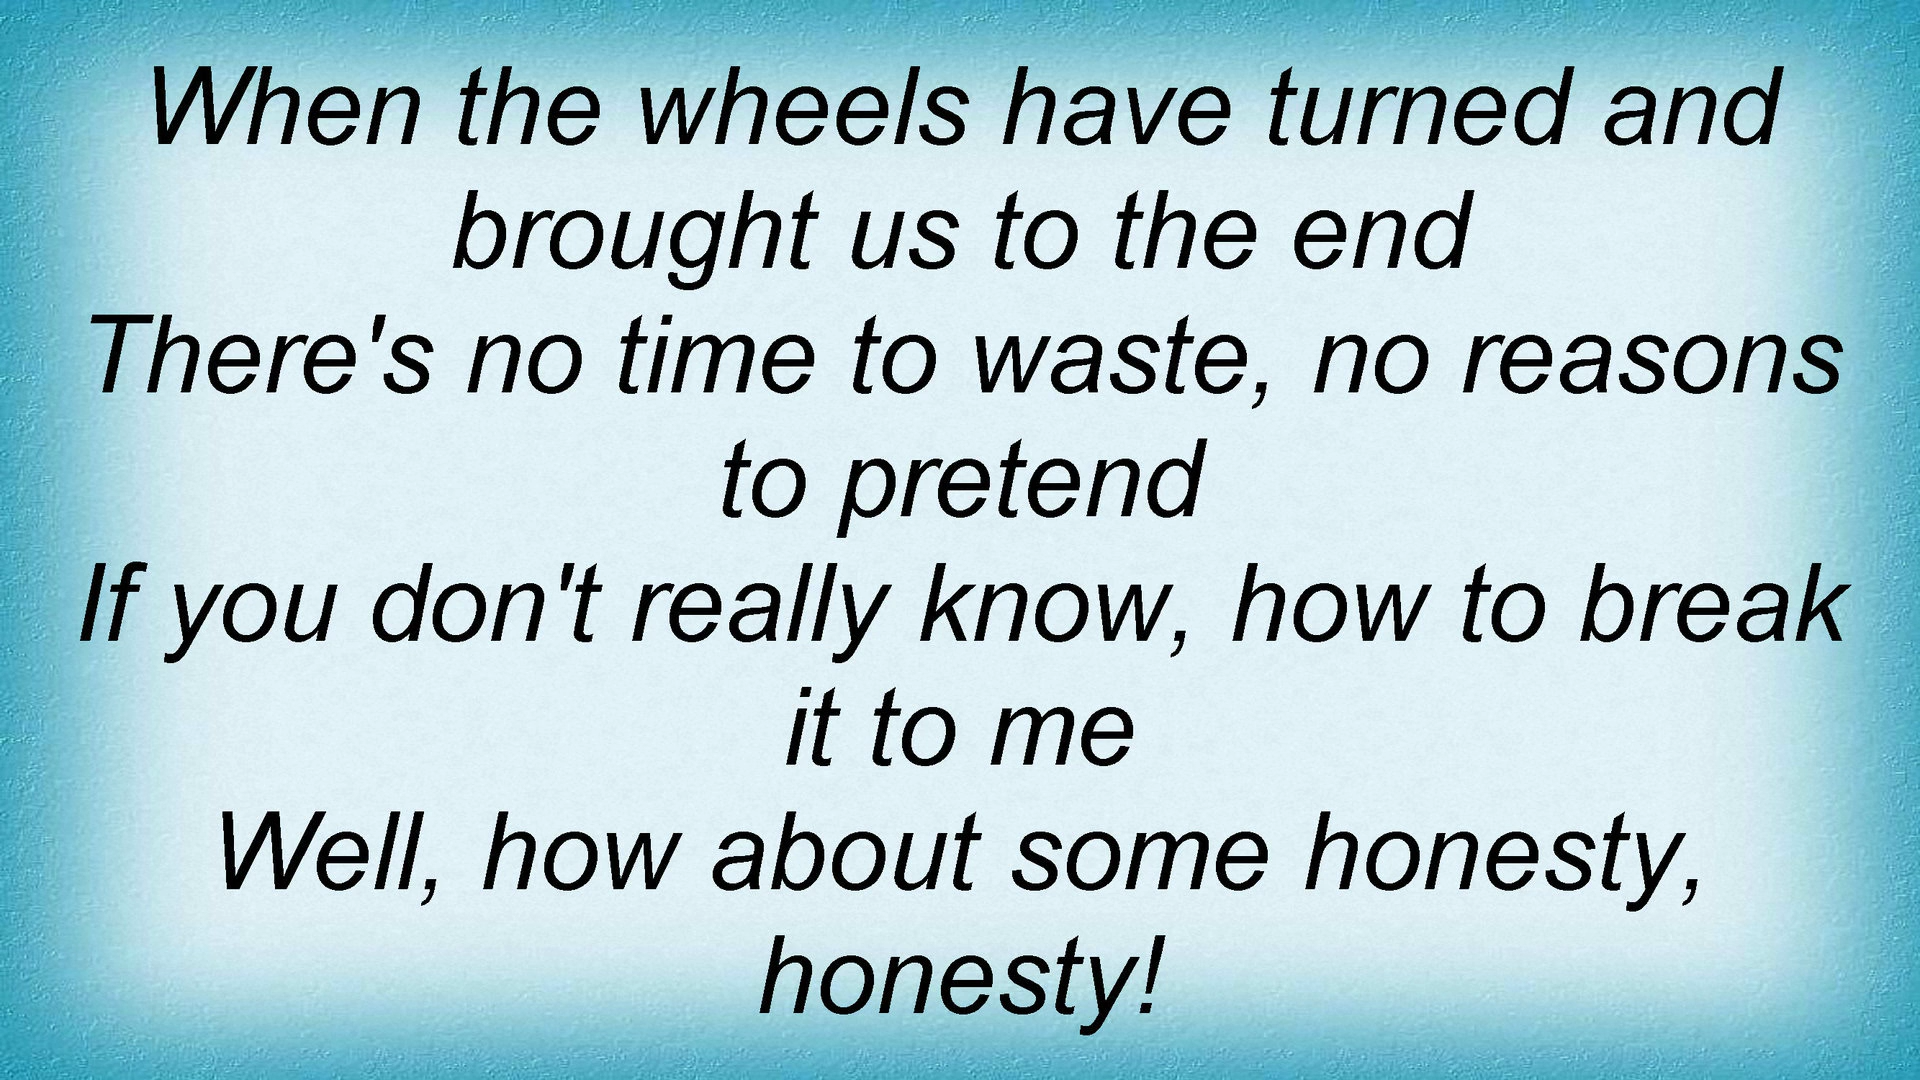 When the wheels have turned and
brought us to the end
There's no time to waste, no reasons
to pretend
If you don't really know, how to break
it to me
Well, how about some honesty,
honesty!